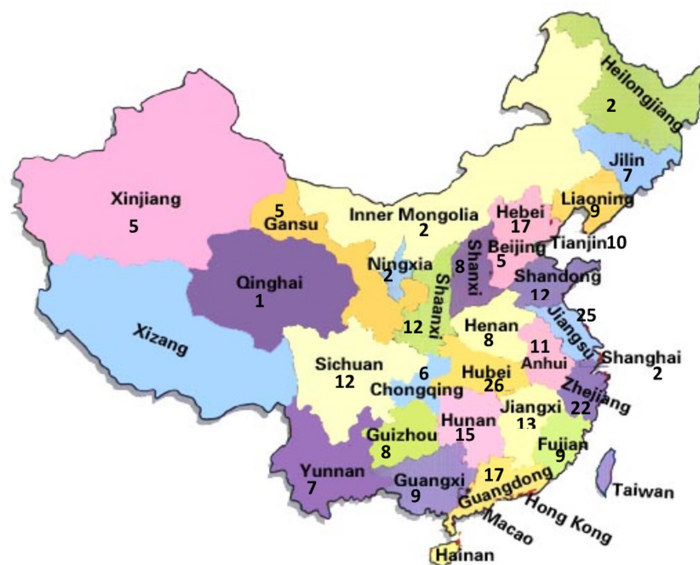 Heilongjiang
2
Jilin
7
Xinjiang
5
5
Gansu
Inner Mongolia
2
Liaoning
9
Hebei
17
Beijing
5
Tianjin10
Shanxi
8
Ningxia
2
Qinghai
1
Shandong
12
Shaanxi
12
Henan
8
25
Jiangsu
Xizang
11
Anhui
Shanghai
2
Sichuan
12
6
Chongqing
Hubei
26
Zhejiang
22
Jiangxi
13
Hunan
15
Guizhou
8
Fujian
9
Yunnan
7
Guangxi
9
17
Guangdong
Taiwan
Hong Kong
Macao
Hainan